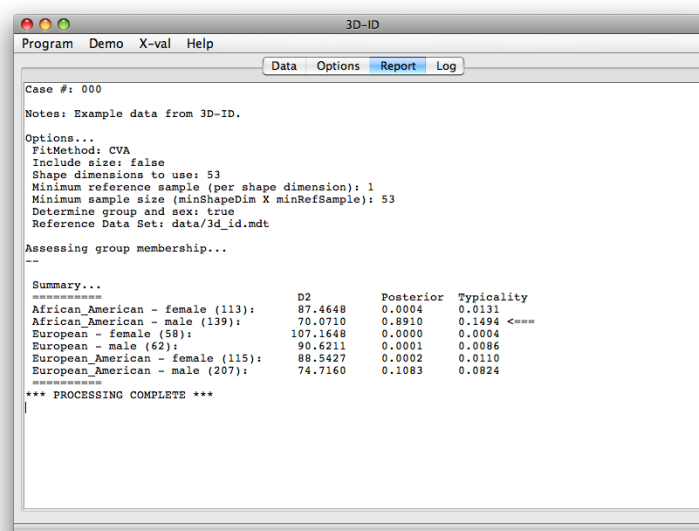 3D-ID
Program Demo X-val Help
Data Options Report Log
Case #: 000
Notes: Example data from 3D-ID.
Options...
FitMethod: CVA
Include size: false
Shape dimensions to use: 53
Minimum reference sample (per shape dimension): 1
Minimum sample size (minShapeDim X minRefSample): 53
Determine group and sex: true
Reference Data Set: data/3d_id.mdt
Assessing group membership...
--
Summary...
========== D2 Posterior Typicality
African_American - female (113): 87.4648 0.0004 0.0131
African_American - male (139): 70.0710 0.8910 0.1494 <===
European - female (58): 107.1648 0.0000 0.0004
European - male (62): 90.6211 0.0001 0.0086
European_American - female (115): 88.5427 0.0002 0.0110
European_American - male (207): 74.7160 0.1083 0.0824
==========
*** PROCESSING COMPLETE ***